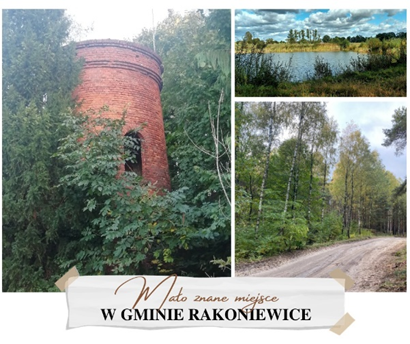 Mało znane miejsce
W GMINIE RAKONIEWICE